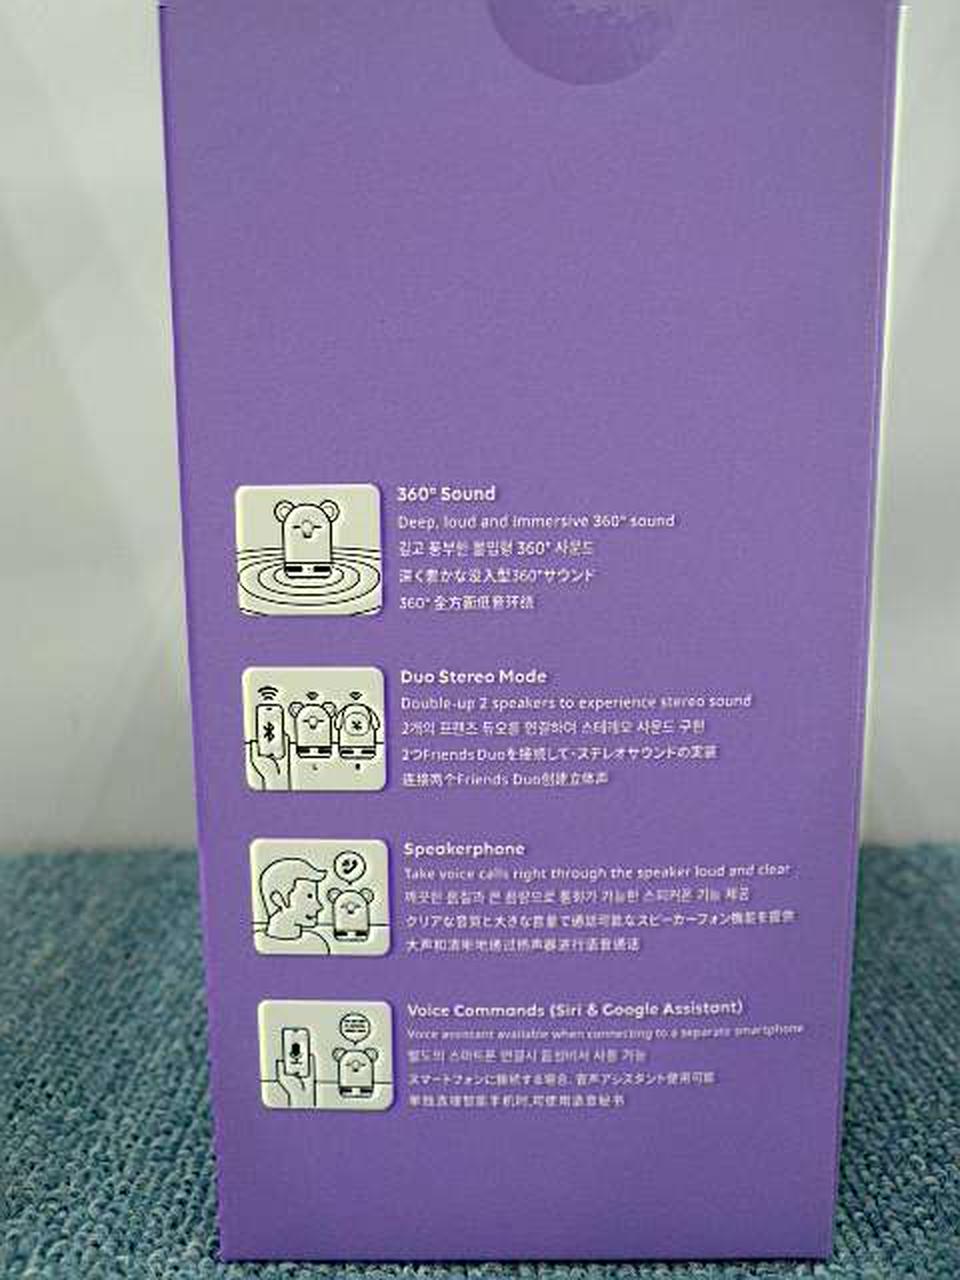 360° Sound
Deep, loud and immersive 360° sound
깊고 풍부한 몰입형 360° 사운드
深く豊かな没入型360°サウンド
360° 全方面低音环绕
Duo Stereo Mode
Double-up 2 speakers to experience stereo sound
2개의 프렌즈 듀오를 연결하여 스테레오 사운드 구현
2つFriends Duoを接続して・ステレオサウンドの実装
连接两个Friends Duo创建立体声
Speakerphone
Take voice calls right through the speaker loud and clear
깨끗한 음질과 큰 음량으로 통화가 가능한 스피커폰 기능 제공
クリアな音質と大きな音量で通話可能なスピーカーフォン機能を提供
大声和清晰地通过扬声器进行语音通话
Voice Commands (Siri & Google Assistant)
Voice assistant available when connecting to a separate smartphone
별도의 스마트폰 연결시 음성비서 사용 가능
スマートフォンに接続する場合、音声アシスタント使用可能
单独连接智能手机时,可使用语音秘书